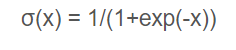 σ(x) = 1/(1+exp(-x))